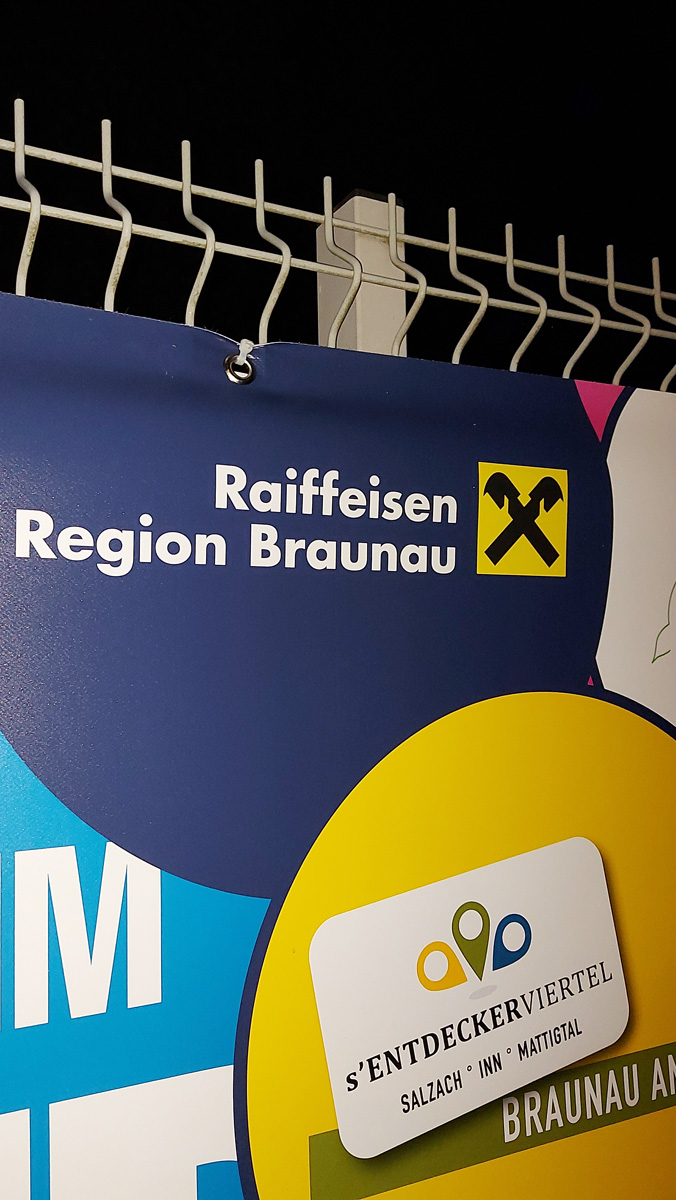 Raiffeisen
Region Braunau
M
s'ENTDECKERVIERTEL
SALZACH ° INN ° MATTIGTAL
BRAUNAU AN